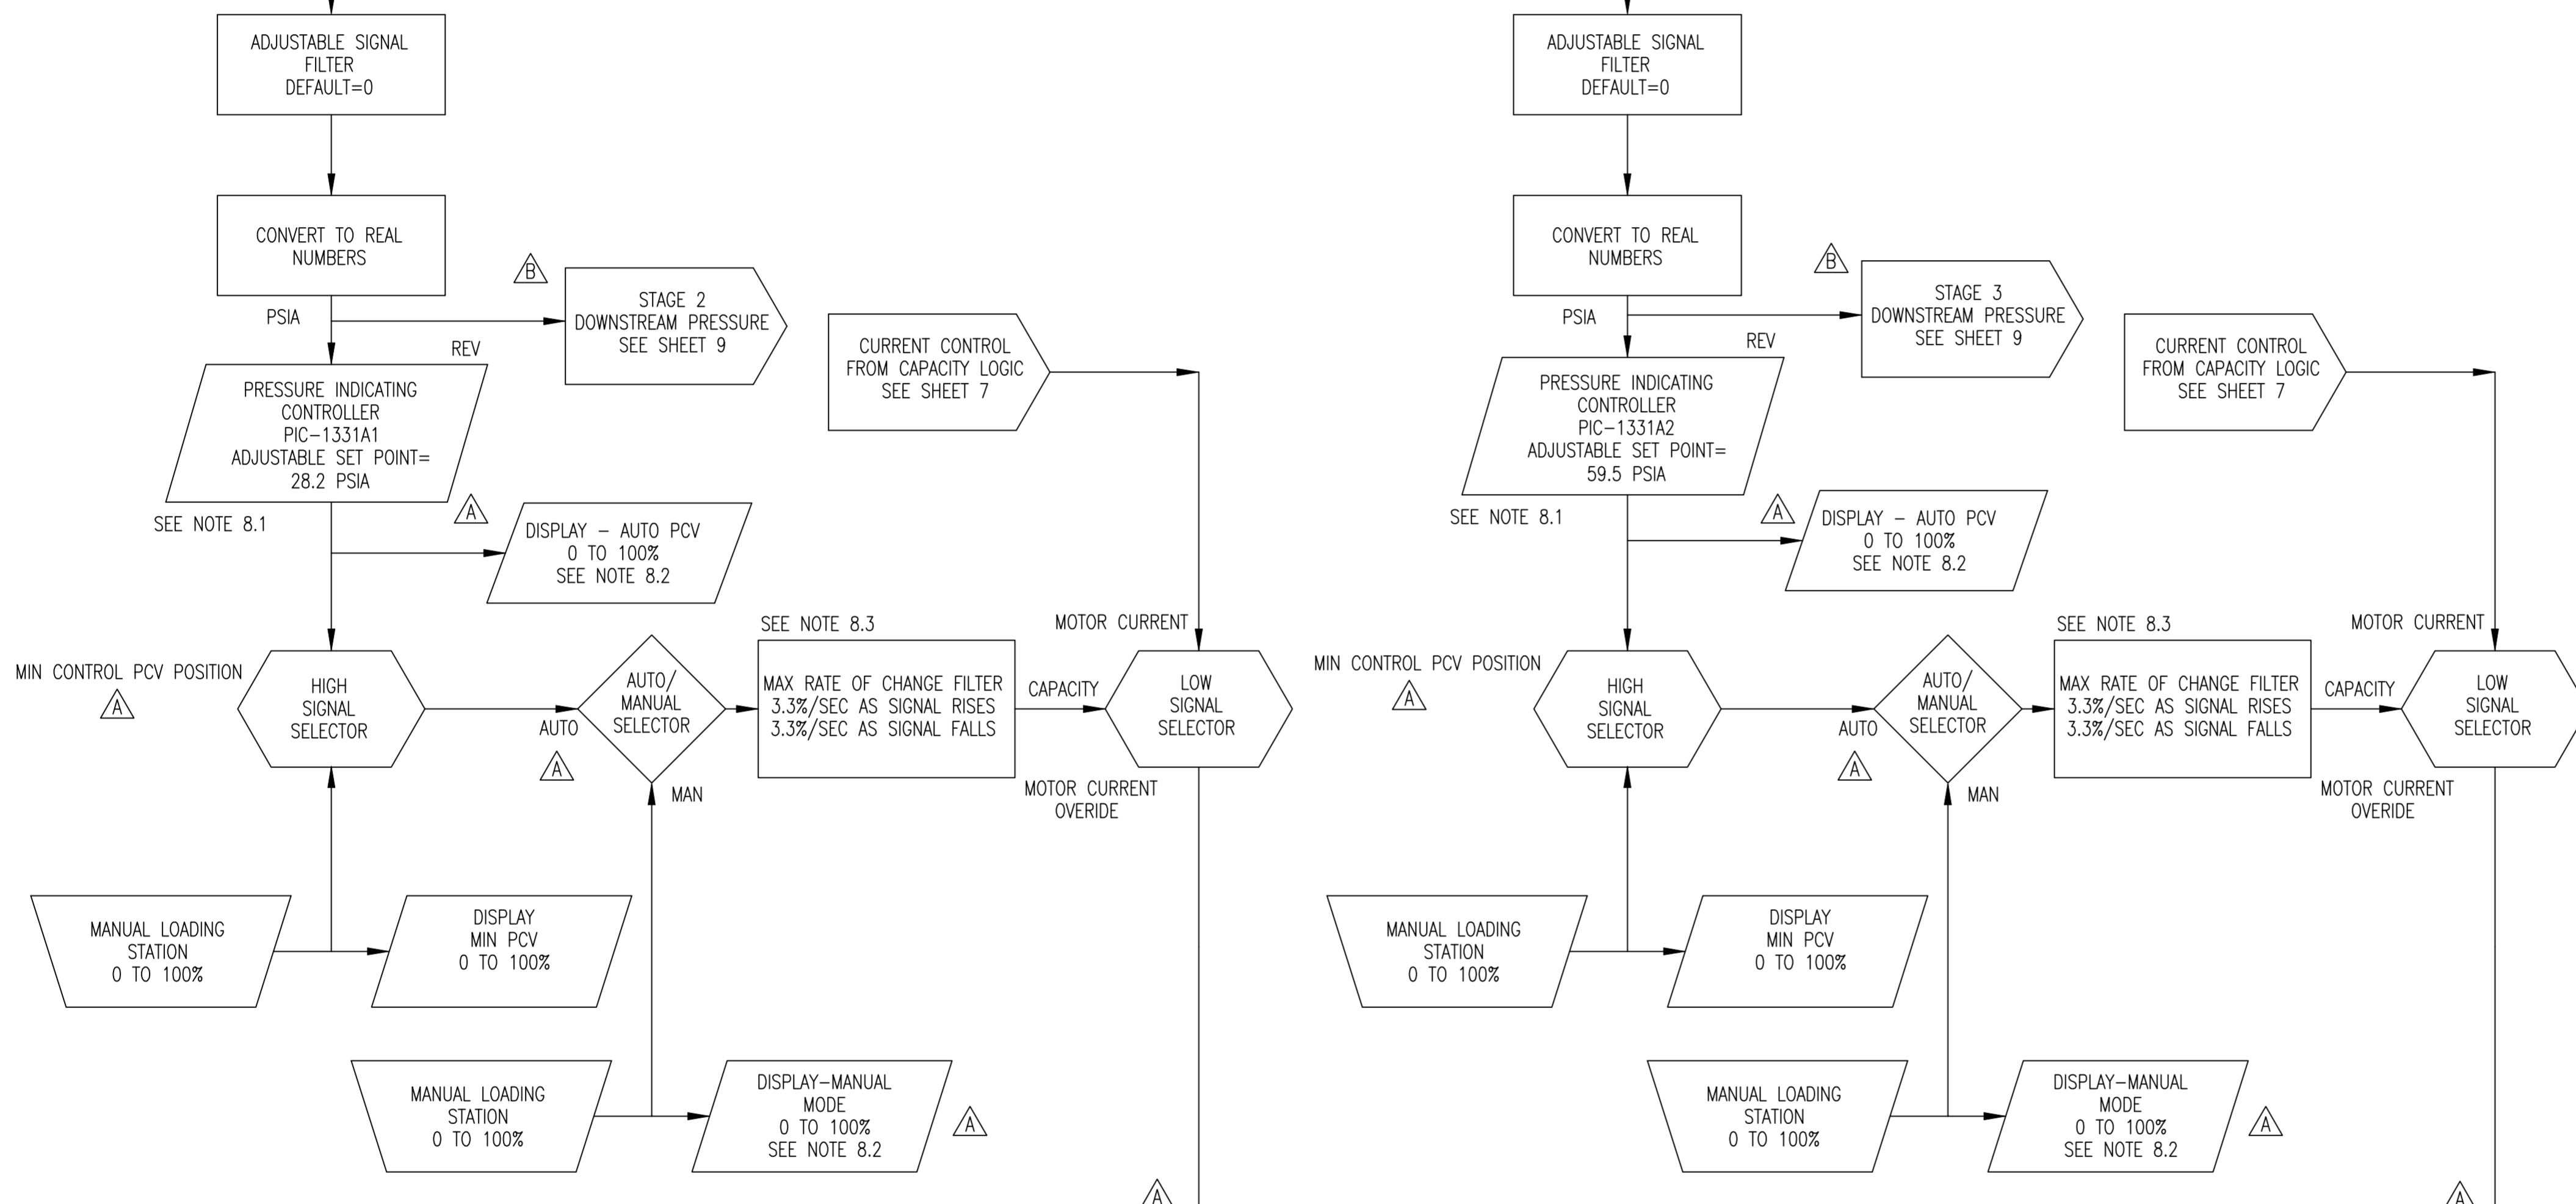 ADJUSTABLE SIGNAL
FILTER
DEFAULT=0
CONVERT TO REAL
NUMBERS
PSIA
B
STAGE 2
DOWNSTREAM PRESSURE
SEE SHEET 9
REV
PRESSURE INDICATING
CONTROLLER
PIC-1331A1
ADJUSTABLE SET POINT=
28.2 PSIA
SEE NOTE 8.1
CURRENT CONTROL
FROM CAPACITY LOGIC
SEE SHEET 7
A
DISPLAY - AUTO PCV
0 TO 100%
SEE NOTE 8.2
MIN CONTROL PCV POSITION
A
HIGH
SIGNAL
SELECTOR
AUTO
A
AUTO/
MANUAL
SELECTOR
MAN
SEE NOTE 8.3
MAX RATE OF CHANGE FILTER
3.3%/SEC AS SIGNAL RISES
3.3%/SEC AS SIGNAL FALLS
MOTOR CURRENT
CAPACITY
LOW
SIGNAL
SELECTOR
MOTOR CURRENT
OVERIDE
MANUAL LOADING
STATION
0 TO 100%
DISPLAY
MIN PCV
0 TO 100%
MANUAL LOADING
STATION
0 TO 100%
DISPLAY-MANUAL
MODE
0 TO 100%
SEE NOTE 8.2
A
A
ADJUSTABLE SIGNAL
FILTER
DEFAULT=0
CONVERT TO REAL
NUMBERS
PSIA
B
STAGE 3
DOWNSTREAM PRESSURE
SEE SHEET 9
REV
PRESSURE INDICATING
CONTROLLER
PIC-1331A2
ADJUSTABLE SET POINT=
59.5 PSIA
SEE NOTE 8.1
CURRENT CONTROL
FROM CAPACITY LOGIC
SEE SHEET 7
A
DISPLAY - AUTO PCV
0 TO 100%
SEE NOTE 8.2
MIN CONTROL PCV POSITION
A
HIGH
SIGNAL
SELECTOR
AUTO
A
AUTO/
MANUAL
SELECTOR
MAN
SEE NOTE 8.3
MAX RATE OF CHANGE FILTER
3.3%/SEC AS SIGNAL RISES
3.3%/SEC AS SIGNAL FALLS
MOTOR CURRENT
CAPACITY
LOW
SIGNAL
SELECTOR
MOTOR CURRENT
OVERIDE
MANUAL LOADING
STATION
0 TO 100%
DISPLAY
MIN PCV
0 TO 100%
MANUAL LOADING
STATION
0 TO 100%
DISPLAY-MANUAL
MODE
0 TO 100%
SEE NOTE 8.2
A
A